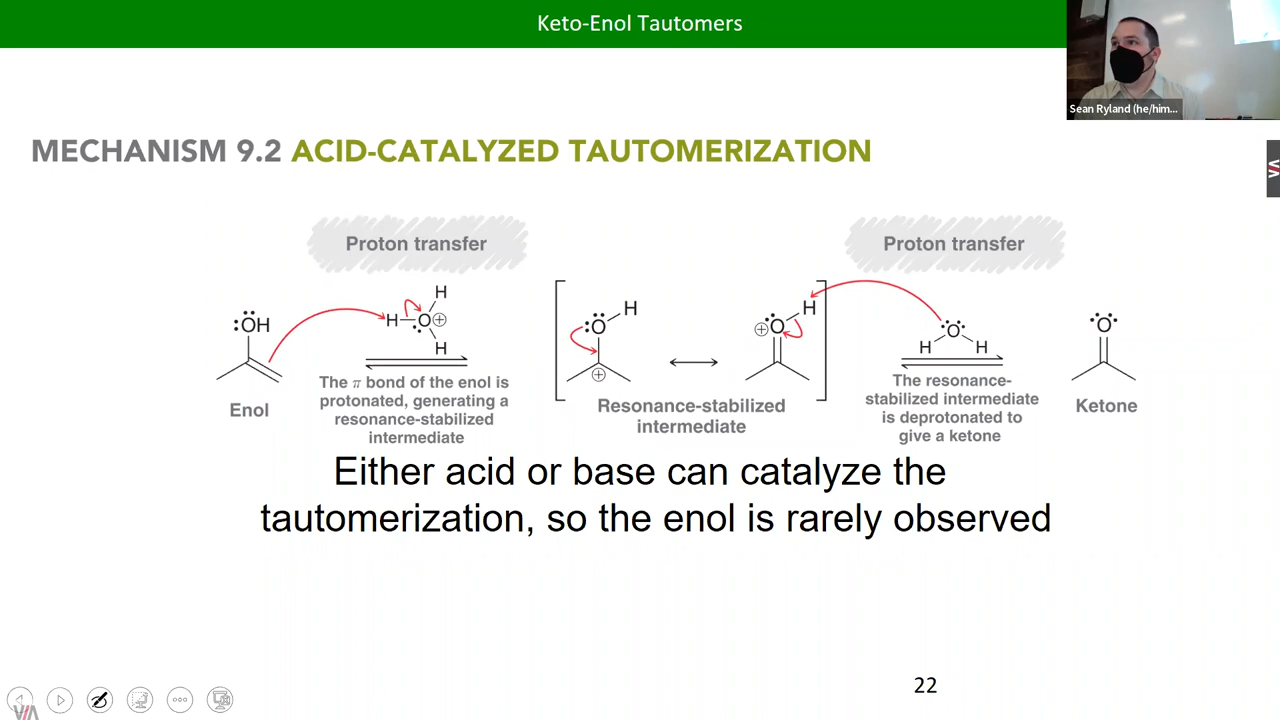 Keto-Enol Tautomers
Sean Ryland (he/him...
MECHANISM 9.2 ACID-CATALYZED TAUTOMERIZATION
Proton transfer
Proton transfer
OH
H
H—O⊕
H
O
H
⊕
⊕O
H
O
H H
O
The π bond of the enol is
protonated, generating a
resonance-stabilized
intermediate
The resonance-
stabilized intermediate
is deprotonated to
give a ketone
Enol
Resonance-stabilized
intermediate
Ketone
Either acid or base can catalyze the
tautomerization, so the enol is rarely observed
22